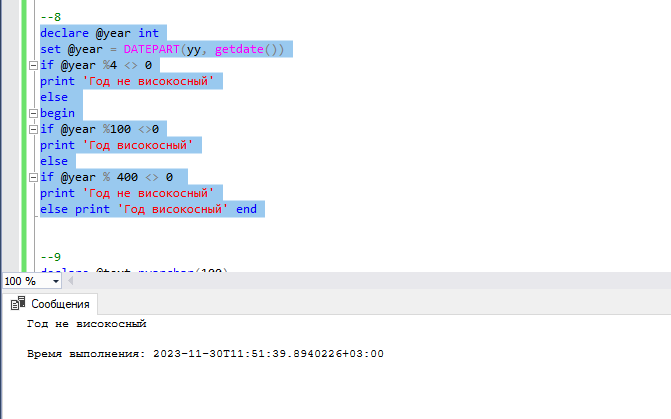 --8
declare @year int
set @year = DATEPART(yy, getdate())
if @year %4 <> 0
print 'Год не високосный'
else
begin
if @year %100 <>0
print 'Год високосный'
else
if @year % 400 <> 0
print 'Год не високосный'
else print 'Год високосный' end
--9
declare @text nvarchar(100)
100 %
Сообщения
Год не високосный
Время выполнения: 2023-11-30T11:51:39.8940226+03:00